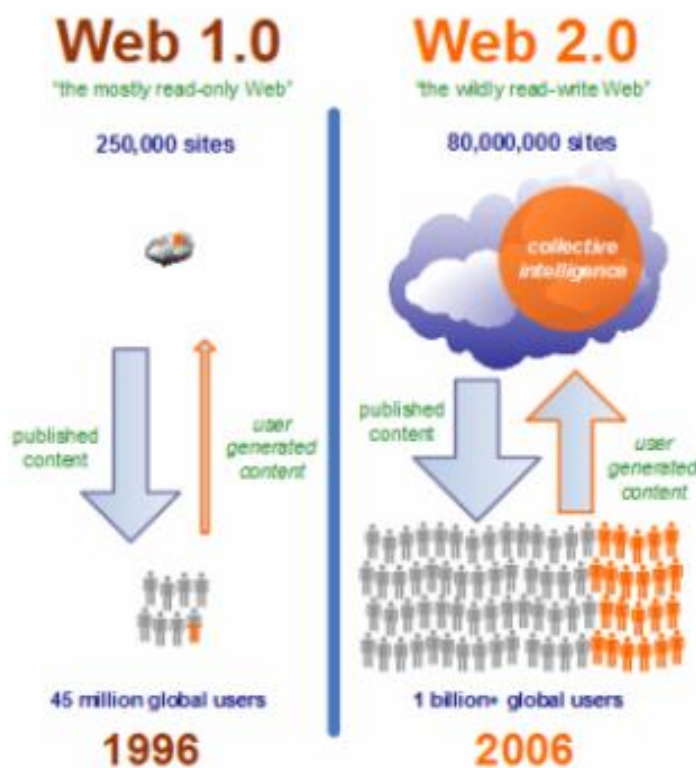 Web 1.0
"the mostly read-only Web"
250,000 sites
published
content
user
generated
content
45 million global users
1996
Web 2.0
"the wildly read-write Web"
80,000,000 sites
collective
intelligence
published
content
user
generated
content
1 billion+ global users
2006